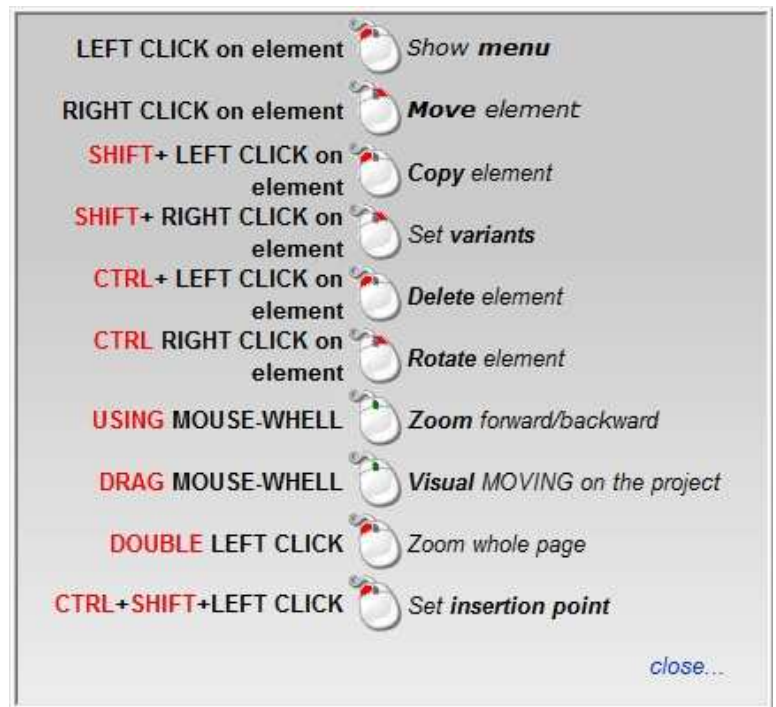 LEFT CLICK on element Show menu
RIGHT CLICK on element Move element
SHIFT+ LEFT CLICK on
element Copy element
SHIFT+ RIGHT CLICK on
element Set variants
CTRL+ LEFT CLICK on
element Delete element
CTRL RIGHT CLICK on
element Rotate element
USING MOUSE-WHELL Zoom forward/backward
DRAG MOUSE-WHELL Visual MOVING on the project
DOUBLE LEFT CLICK Zoom whole page
CTRL+SHIFT+LEFT CLICK Set insertion point
close...